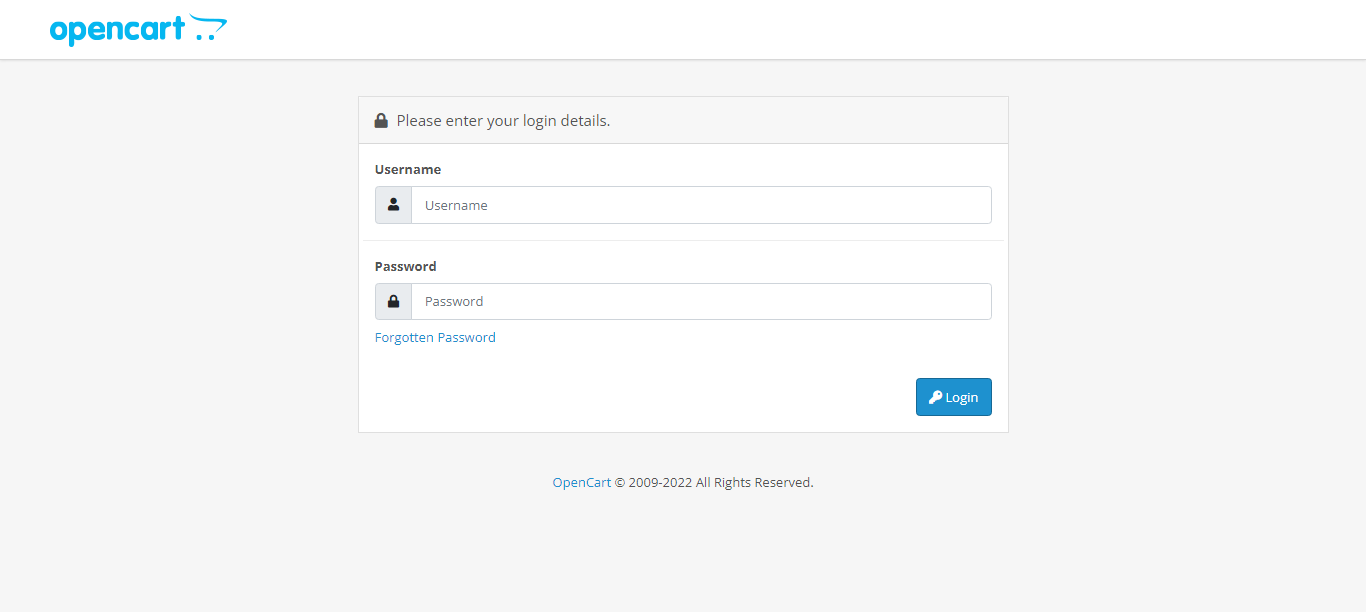 opencart
Please enter your login details.
Username
Username
Password
Password
Forgotten Password
Login
OpenCart © 2009-2022 All Rights Reserved.